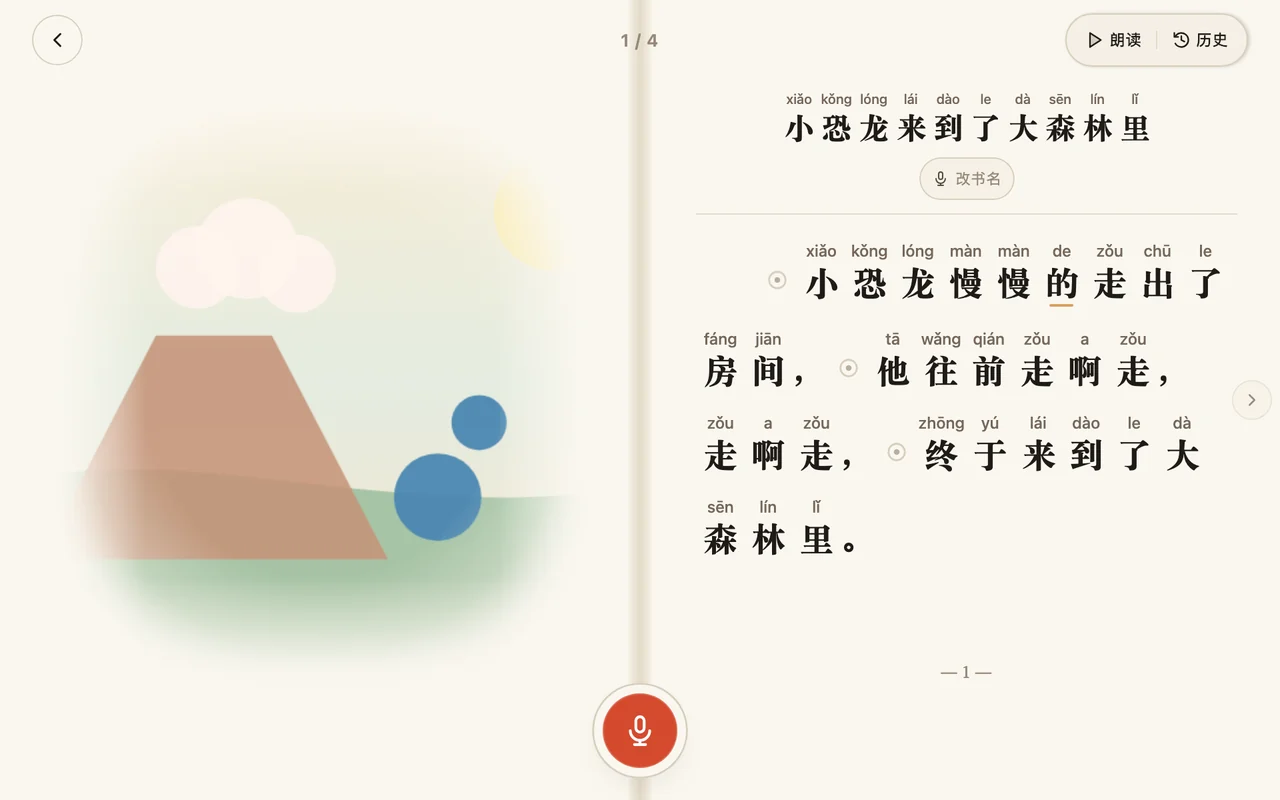 1 / 4
朗读 历史
xiǎo kǒng lóng lái dào le dà sēn lín lǐ
小恐龙来到了大森林里
改书名
xiǎo kǒng lóng màn màn de zǒu chū le
小恐龙慢慢的走出了
fáng jiān tā wǎng qián zǒu a zǒu
房间，他往前走啊走，
zǒu a zǒu zhōng yú lái dào le dà
走啊走，终于来到了大
sēn lín lǐ
森林里。
— 1 —